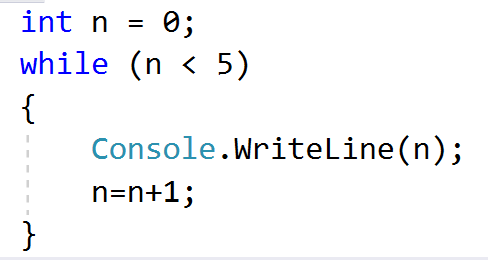 int n = 0;
while (n < 5)
{
    Console.WriteLine(n);
    n=n+1;
}